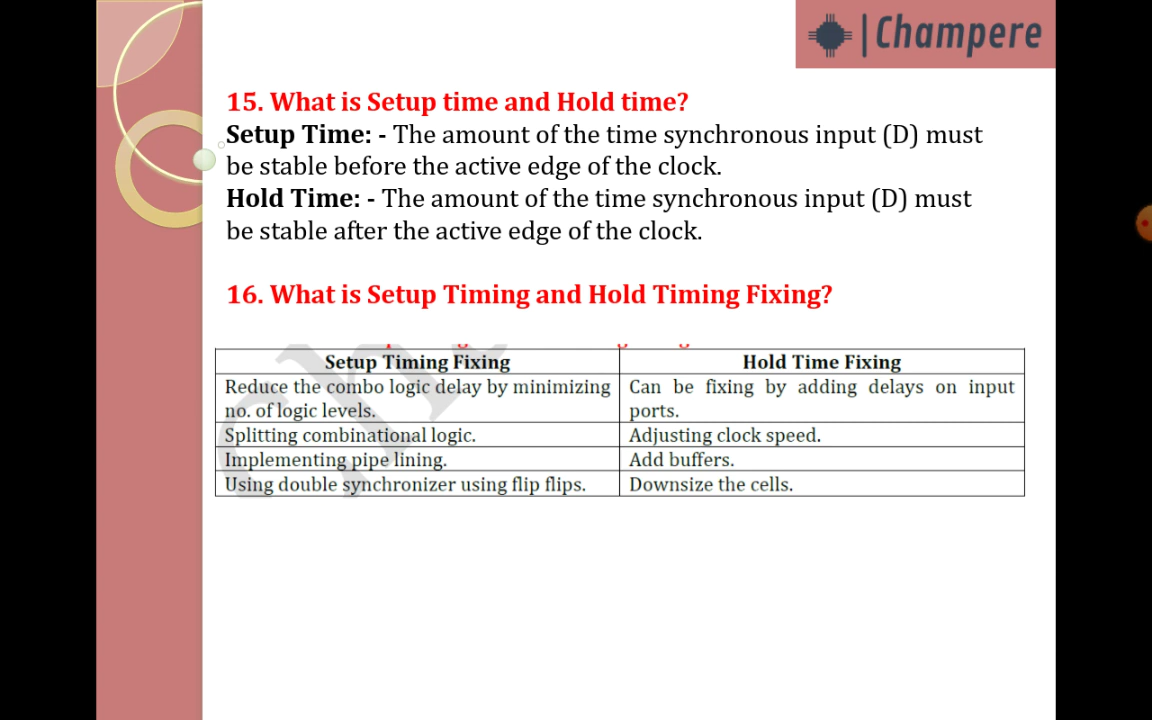 | Champere
15. What is Setup time and Hold time?
Setup Time: - The amount of the time synchronous input (D) must
be stable before the active edge of the clock.
Hold Time: - The amount of the time synchronous input (D) must
be stable after the active edge of the clock.
16. What is Setup Timing and Hold Timing Fixing?
Setup Timing Fixing
Hold Time Fixing
Reduce the combo logic delay by minimizing
no. of logic levels.
Can be fixing by adding delays on input
ports.
Splitting combinational logic.
Adjusting clock speed.
Implementing pipe lining.
Add buffers.
Using double synchronizer using flip flips.
Downsize the cells.